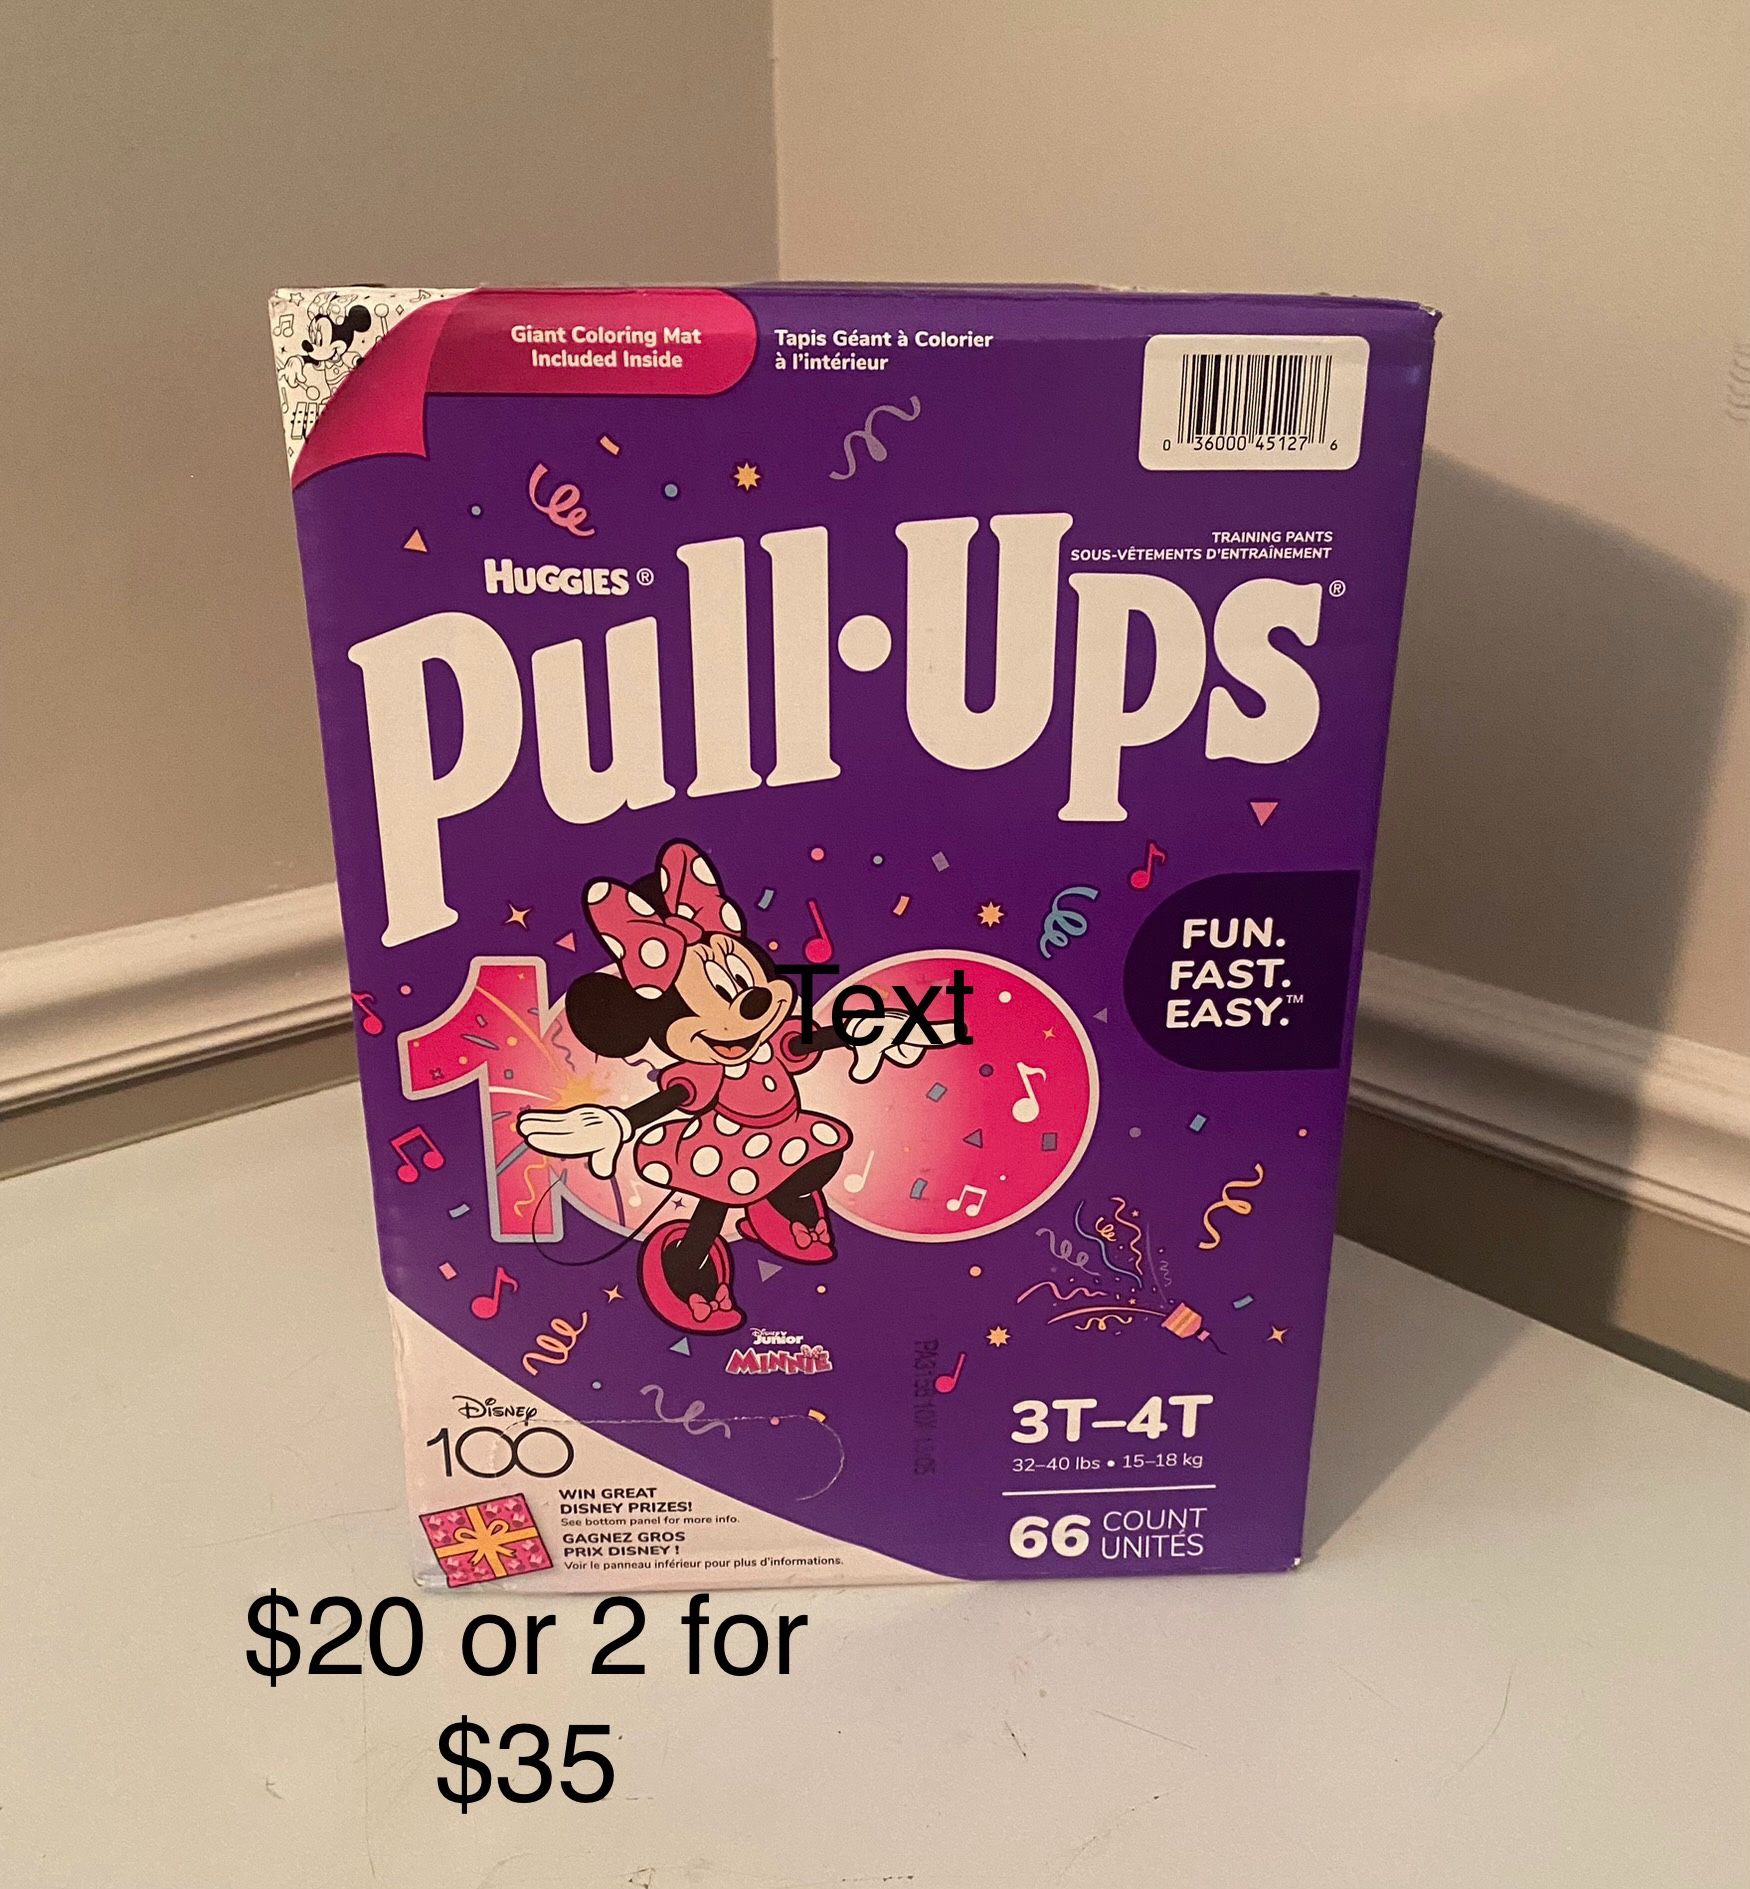 Giant Coloring Mat
Included Inside
Tapis Géant à Colorier
à l'intérieur
0 36000 45127 6
TRAINING PANTS
SOUS-VÊTEMENTS D'ENTRAÎNEMENT
HUGGIES®
Pull•Ups®
FUN.
FAST.
EASY.™
100
Text
Disney
Junior
MINNIE
3T–4T
32–40 lbs • 15–18 kg
66 COUNT
UNITÉS
Disney
100
WIN GREAT
DISNEY PRIZES!
See bottom panel for more info.
GAGNEZ GROS
PRIX DISNEY !
Voir le panneau inférieur pour plus d'informations.
$20 or 2 for
$35